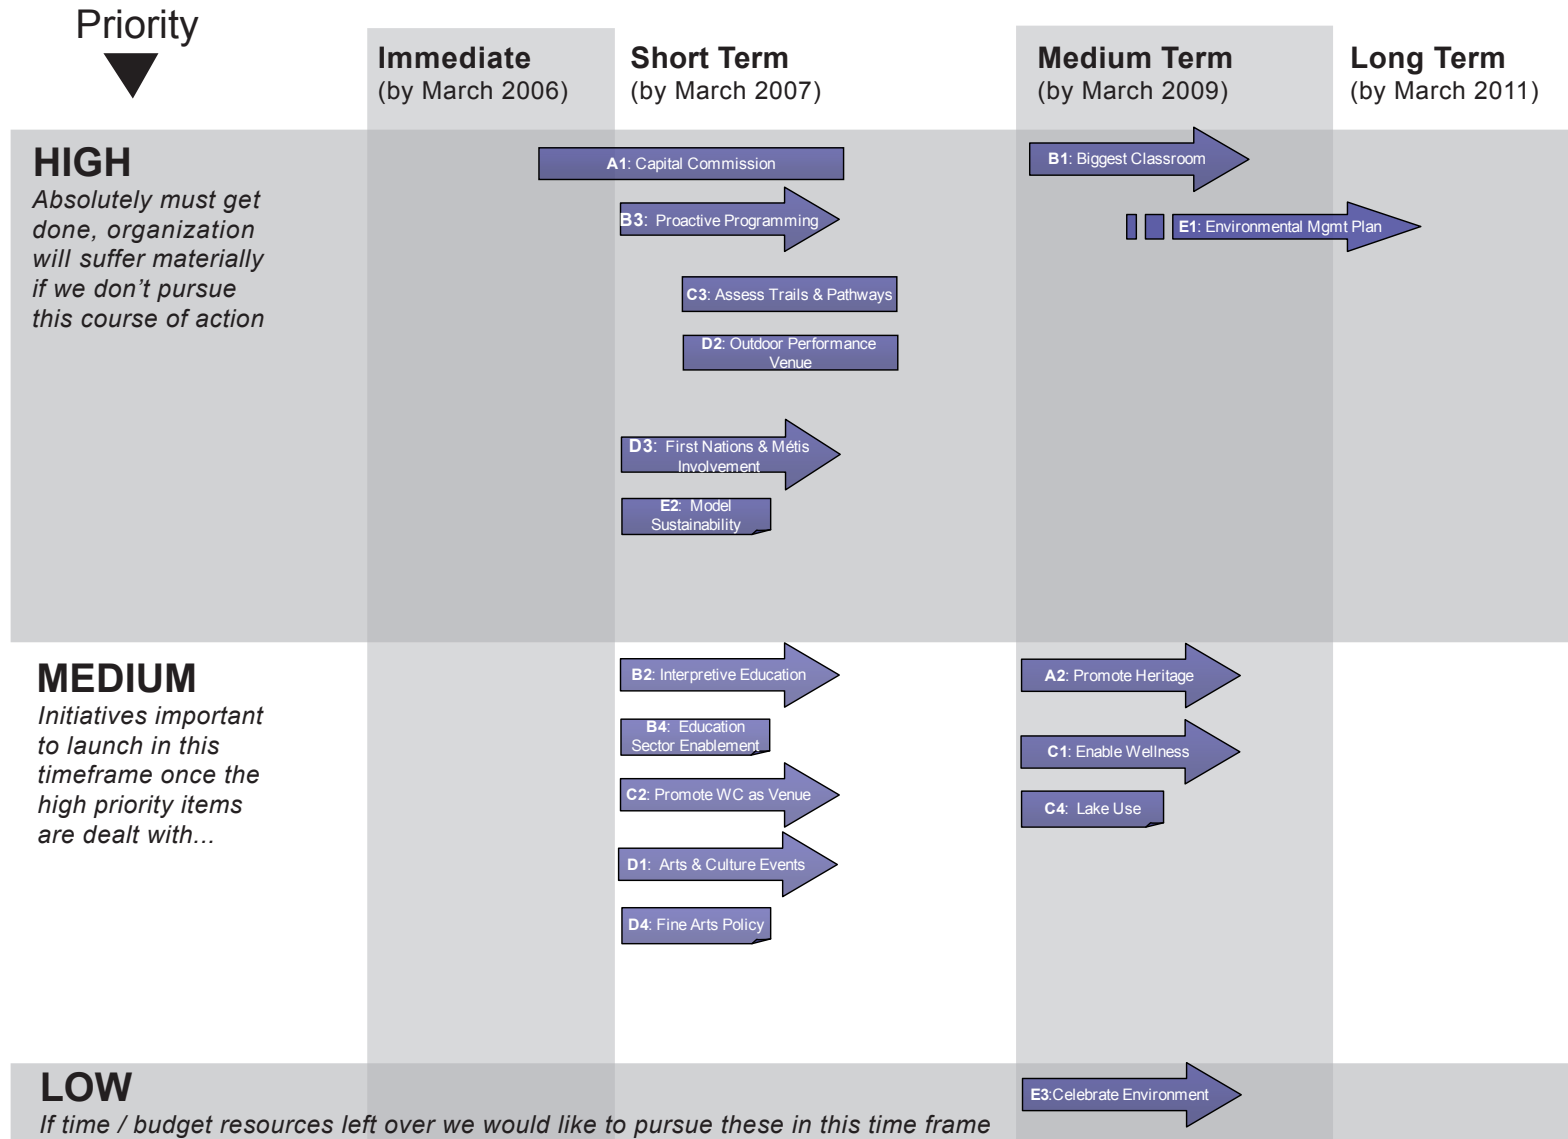 Priority
Immediate
(by March 2006)
Short Term
(by March 2007)
Medium Term
(by March 2009)
Long Term
(by March 2011)
HIGH
Absolutely must get
done, organization
will suffer materially
if we don't pursue
this course of action
A1: Capital Commission
B3: Proactive Programming
C3: Assess Trails & Pathways
D2: Outdoor Performance
Venue
D3: First Nations & Métis
Involvement
E2: Model
Sustainability
B1: Biggest Classroom
E1: Environmental Mgmt Plan
MEDIUM
Initiatives important
to launch in this
timeframe once the
high priority items
are dealt with...
B2: Interpretive Education
B4: Education
Sector Enablement
C2: Promote WC as Venue
D1: Arts & Culture Events
D4: Fine Arts Policy
A2: Promote Heritage
C1: Enable Wellness
C4: Lake Use
LOW
If time / budget resources left over we would like to pursue these in this time frame
E3:Celebrate Environment